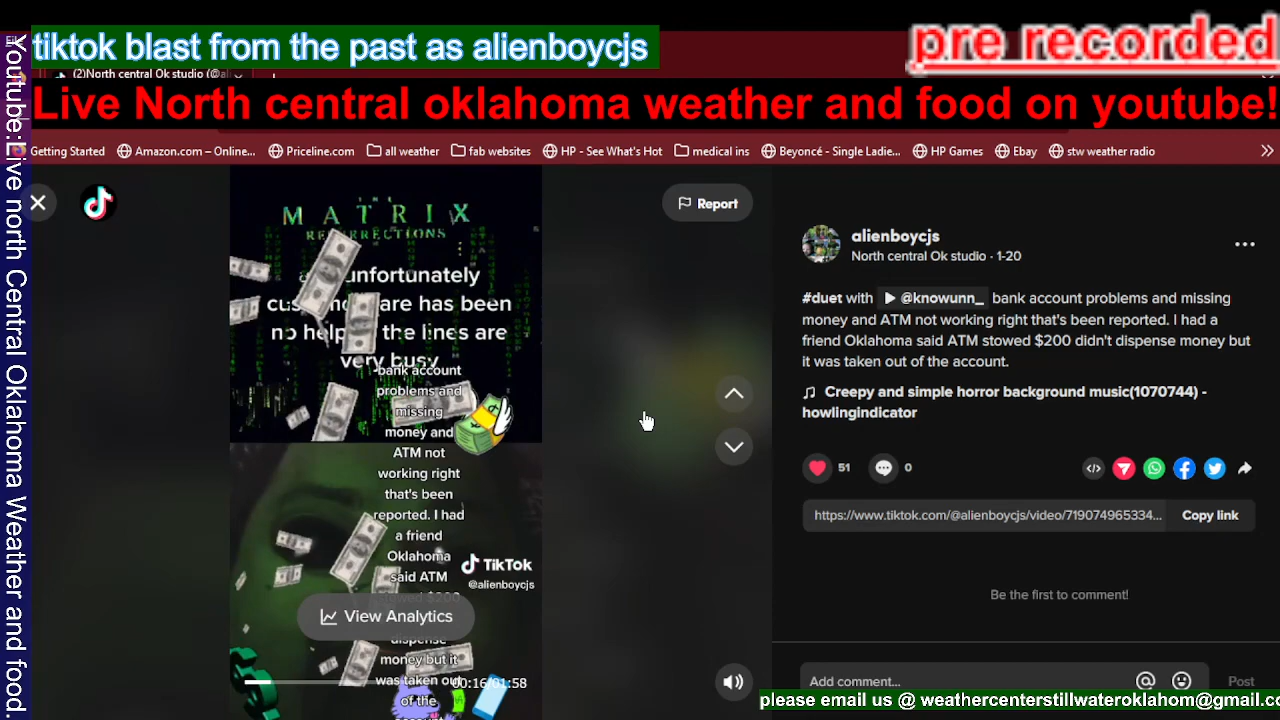 tiktok blast from the past as alienboycjs
pre recorded
(2)North central Ok studio (@a
Live North central oklahoma weather and food on youtube!
Youtube:Live north Central Oklahoma Weather and food.
Getting Started
Amazon.com – Online...
Priceline.com
all weather
fab websites
HP - See What's Hot
medical ins
Beyoncé - Single Ladie...
HP Games
Ebay
stw weather radio
Report
MATRIX
unfortunately
are has been
no help the lines are
very busy
-bank account
problems and
missing
money and
ATM not
working right
that's been
reported. I had
a friend
Oklahoma
said ATM
$200
dispense
money but it
was taken out
of the
TikTok
@alienboycjs
View Analytics
00:16/01:58
alienboycjs
North central Ok studio · 1-20
#duet with @knowunn_ bank account problems and missing
money and ATM not working right that's been reported. I had a
friend Oklahoma said ATM stowed $200 didn't dispense money but
it was taken out of the account.
Creepy and simple horror background music(1070744) -
howlingindicator
51
0
https://www.tiktok.com/@alienboycjs/video/719074965334...
Copy link
Be the first to comment!
Add comment...
Post
please email us @ weathercenterstillwateroklahom@gmail.co